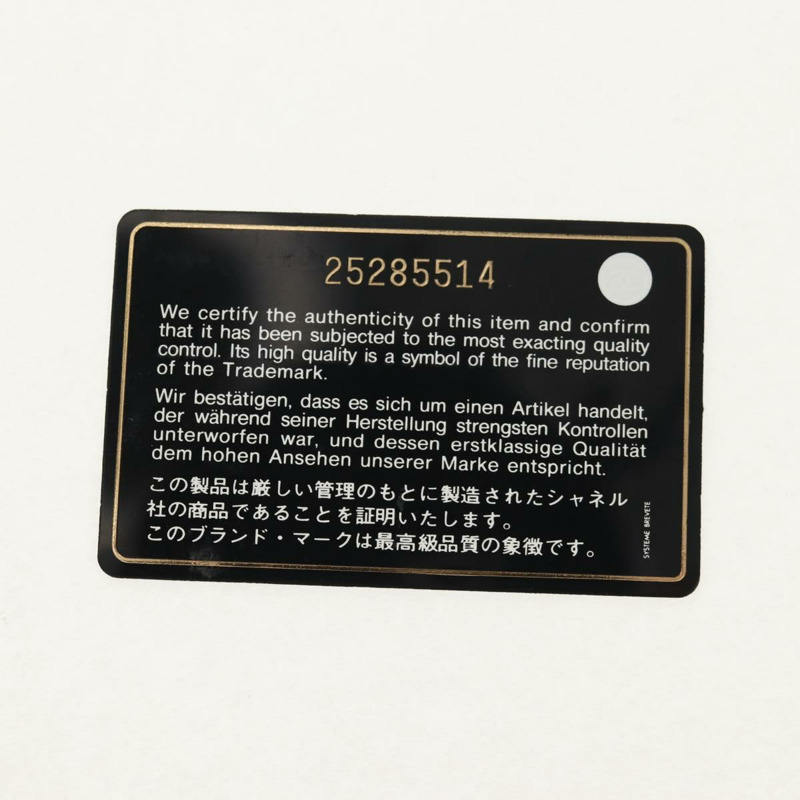 25285514
We certify the authenticity of this item and confirm
that it has been subjected to the most exacting quality
control. Its high quality is a symbol of the fine reputation
of the Trademark.
Wir bestätigen, dass es sich um einen Artikel handelt,
der während seiner Herstellung strengsten Kontrollen
unterworfen war, und dessen erstklassige Qualität
dem hohen Ansehen unserer Marke entspricht.
この製品は厳しい管理のもとに製造されたシャネル
社の商品であることを証明いたします。
このブランド・マークは最高級品質の象徴です。
SYSTEME BREVETE